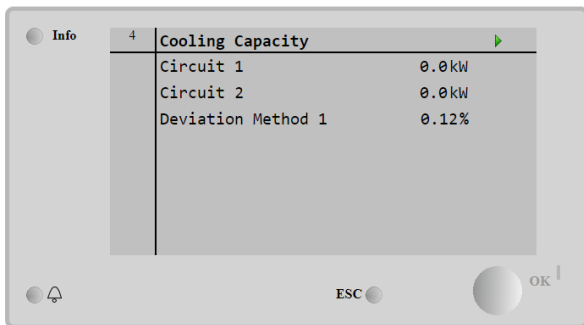 Info
4 Cooling Capacity
Circuit 1 0.0kW
Circuit 2 0.0kW
Deviation Method 1 0.12%
ESC OK